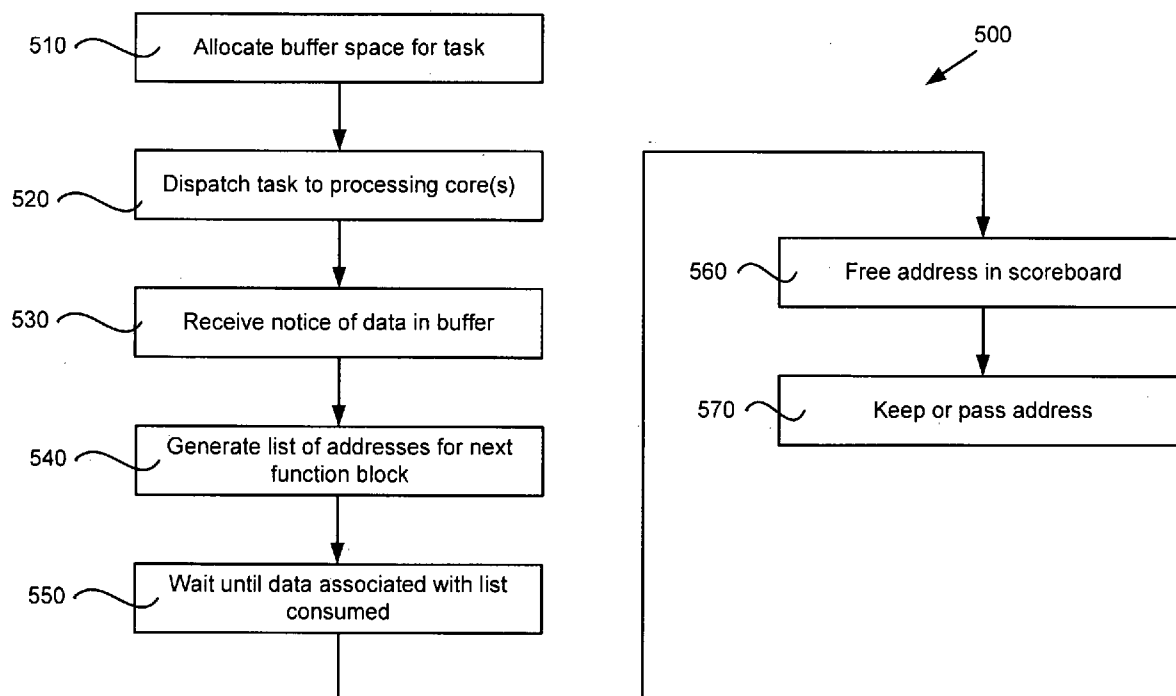 510
Allocate buffer space for task
520
Dispatch task to processing core(s)
530
Receive notice of data in buffer
540
Generate list of addresses for next
function block
550
Wait until data associated with list
consumed
500
560
Free address in scoreboard
570
Keep or pass address